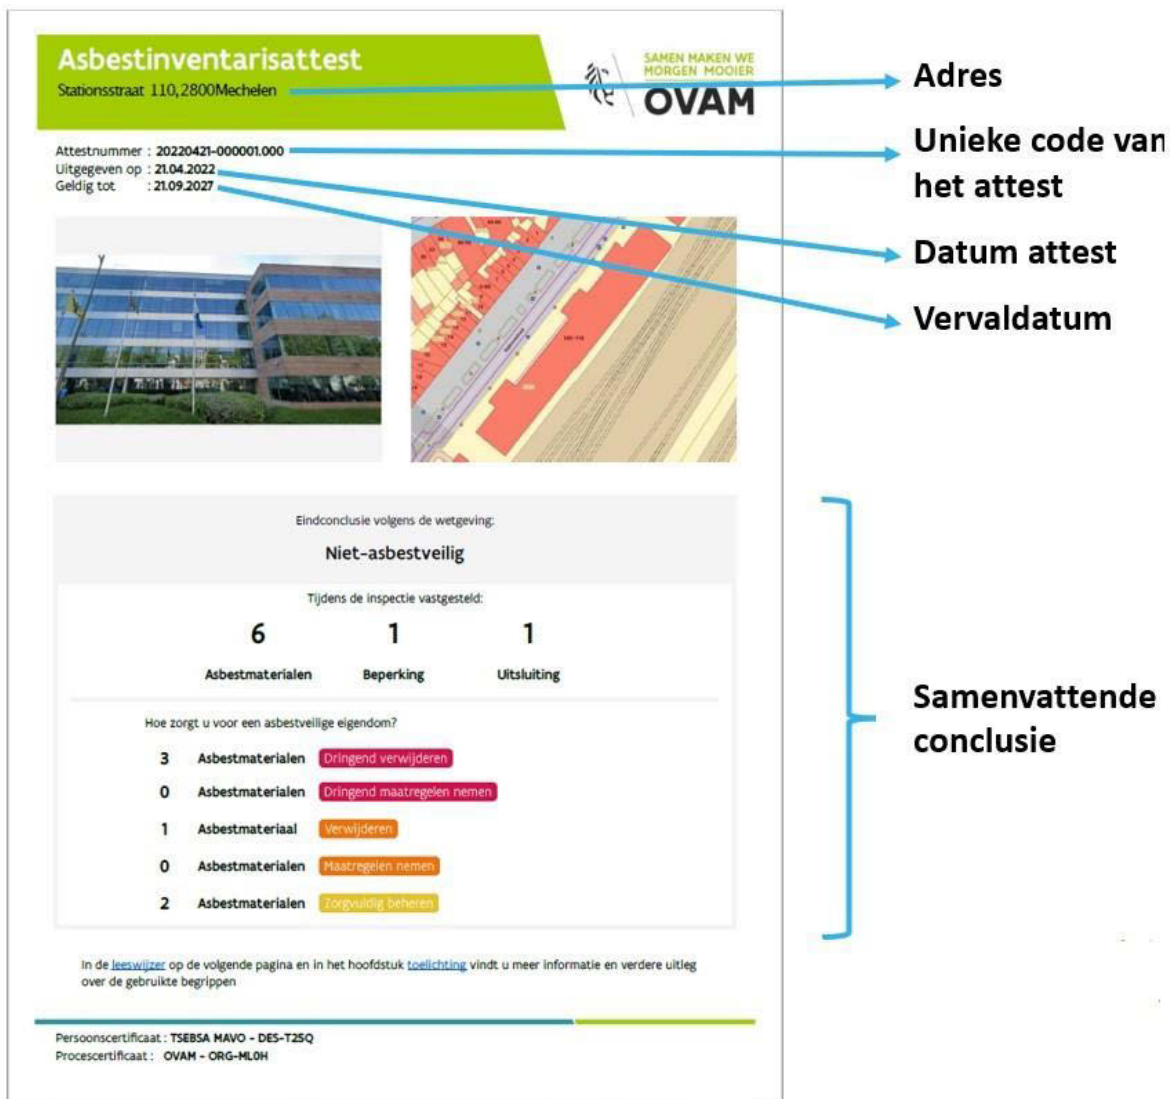 Asbestinventarisattest
Stationsstraat 110,2800Mechelen
SAMEN MAKEN WE
MORGEN MOOIER
OVAM
Adres
Attestnummer : 20220421-000001.000
Unieke code van
het attest
Uitgegeven op : 21.04.2022
Datum attest
Geldig tot : 21.09.2027
Vervaldatum
Eindconclusie volgens de wetgeving:
Niet-asbestveilig
Tijdens de inspectie vastgesteld:
6 1 1
Asbestmaterialen Beperking Uitsluiting
Hoe zorgt u voor een asbestveilige eigendom?
3 Asbestmaterialen Dringend verwijderen
0 Asbestmaterialen Dringend maatregelen nemen
1 Asbestmateriaal Verwijderen
0 Asbestmaterialen Maatregelen nemen
2 Asbestmaterialen Zorgvuldig beheren
Samenvattende
conclusie
In de leeswijzer op de volgende pagina en in het hoofdstuk toelichting vindt u meer informatie en verdere uitleg
over de gebruikte begrippen
Persoonscertificaat : TSEBSA MAVO - DES-T2SQ
Procescertificaat : OVAM - ORG-ML0H